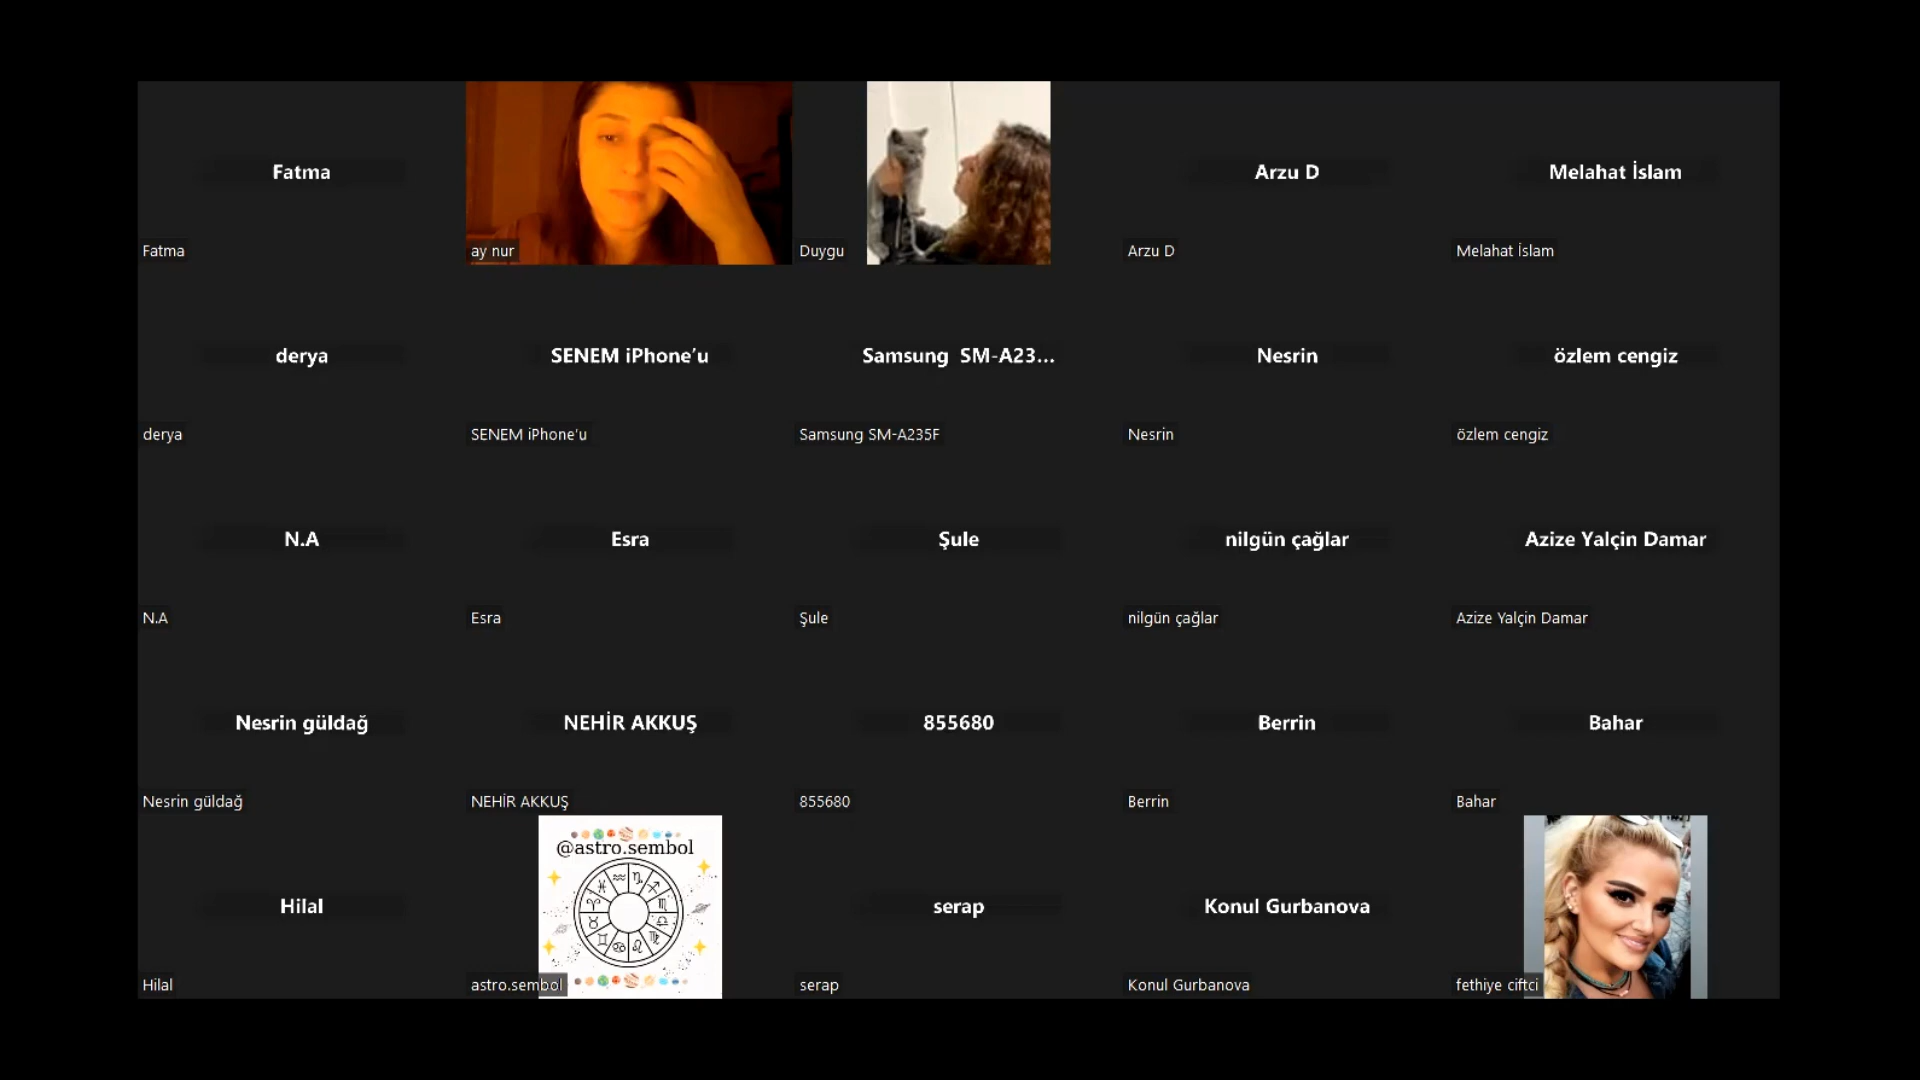 Fatma
Arzu D
Melahat İslam
Fatma
ay nur
Duygu
Arzu D
Melahat İslam
derya
SENEM iPhone'u
Samsung SM-A23...
Nesrin
özlem cengiz
derya
SENEM iPhone'u
Samsung SM-A235F
Nesrin
özlem cengiz
N.A
Esra
Şule
nilgün çağlar
Azize Yalçin Damar
N.A
Esra
Şule
nilgün çağlar
Azize Yalçin Damar
Nesrin güldağ
NEHİR AKKUŞ
855680
Berrin
Bahar
Nesrin güldağ
NEHİR AKKUŞ
855680
Berrin
Bahar
@astro.sembol
Hilal
serap
Konul Gurbanova
Hilal
astro.sembol
serap
Konul Gurbanova
fethiye ciftci